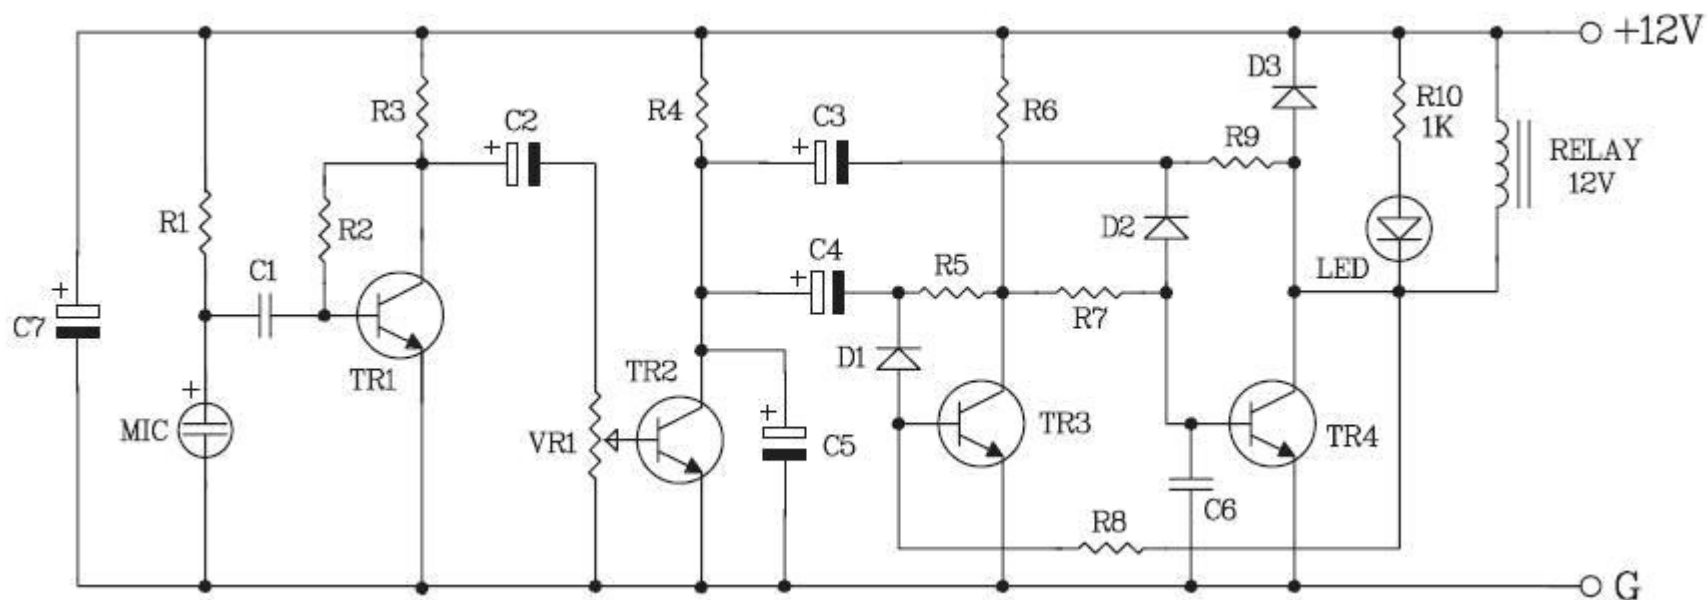 +12V
D3
R3
C2
R4
C3
R6
R10
1K
R9
RELAY
12V
R1
R2
D2
C1
C4
R5
LED
C7
R7
TR1
TR2
D1
MIC
VR1
C5
TR3
TR4
R8
C6
G
+
+
+
+
+
+